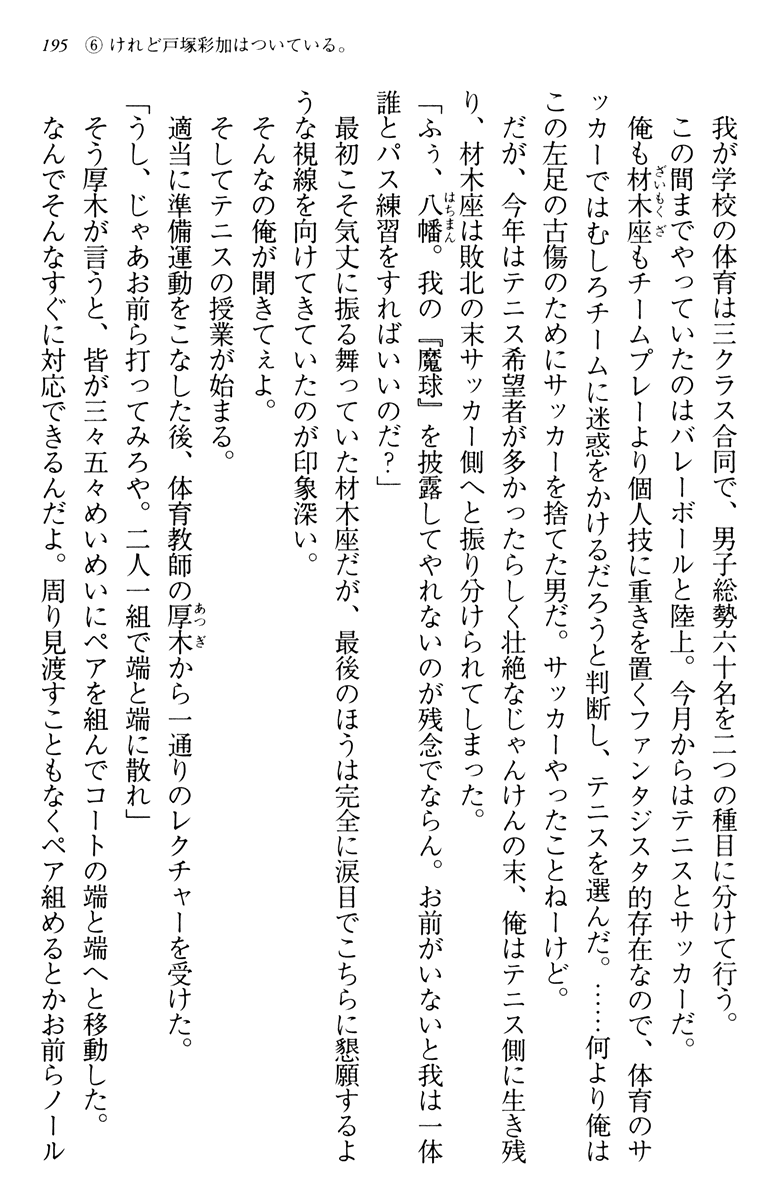 195 ⑥ けれど戸塚彩加はついている。
我が学校の体育は三クラス合同で、男子総勢六十名を二つの種目に分けて行う。
この間までやっていたのはバレーボールと陸上。今月からはテニスとサッカーだ。
俺も材木座もチームプレーより個人技に重きを置くファンタジスタ的存在なので、体育のサ
ざいもくざ
ッカーではむしろチームに迷惑をかけるだろうと判断し、テニスを選んだ。……何より俺は
この左足の古傷のためにサッカーを捨てた男だ。サッカーやったことねーけど。
だが、今年はテニス希望者が多かったらしく壮絶なじゃんけんの末、俺はテニス側に生き残
り、材木座は敗北の末サッカー側へと振り分けられてしまった。
「ふぅ、八幡。我の『魔球』を披露してやれないのが残念でならん。お前がいないと我は一体
はちまん
誰とパス練習をすればいいのだ？」
最初こそ気丈に振る舞っていた材木座だが、最後のほうは完全に涙目でこちらに懇願するよ
うな視線を向けてきていたのが印象深い。
そんなの俺が聞きてぇよ。
そしてテニスの授業が始まる。
適当に準備運動をこなした後、体育教師の厚木から一通りのレクチャーを受けた。
あつぎ
「うし、じゃあお前ら打ってみろや。二人一組で端と端に散れ」
そう厚木が言うと、皆が三々五々めいめいにペアを組んでコートの端と端へと移動した。
なんでそんなすぐに対応できるんだよ。周り見渡すこともなくペア組めるとかお前らノール